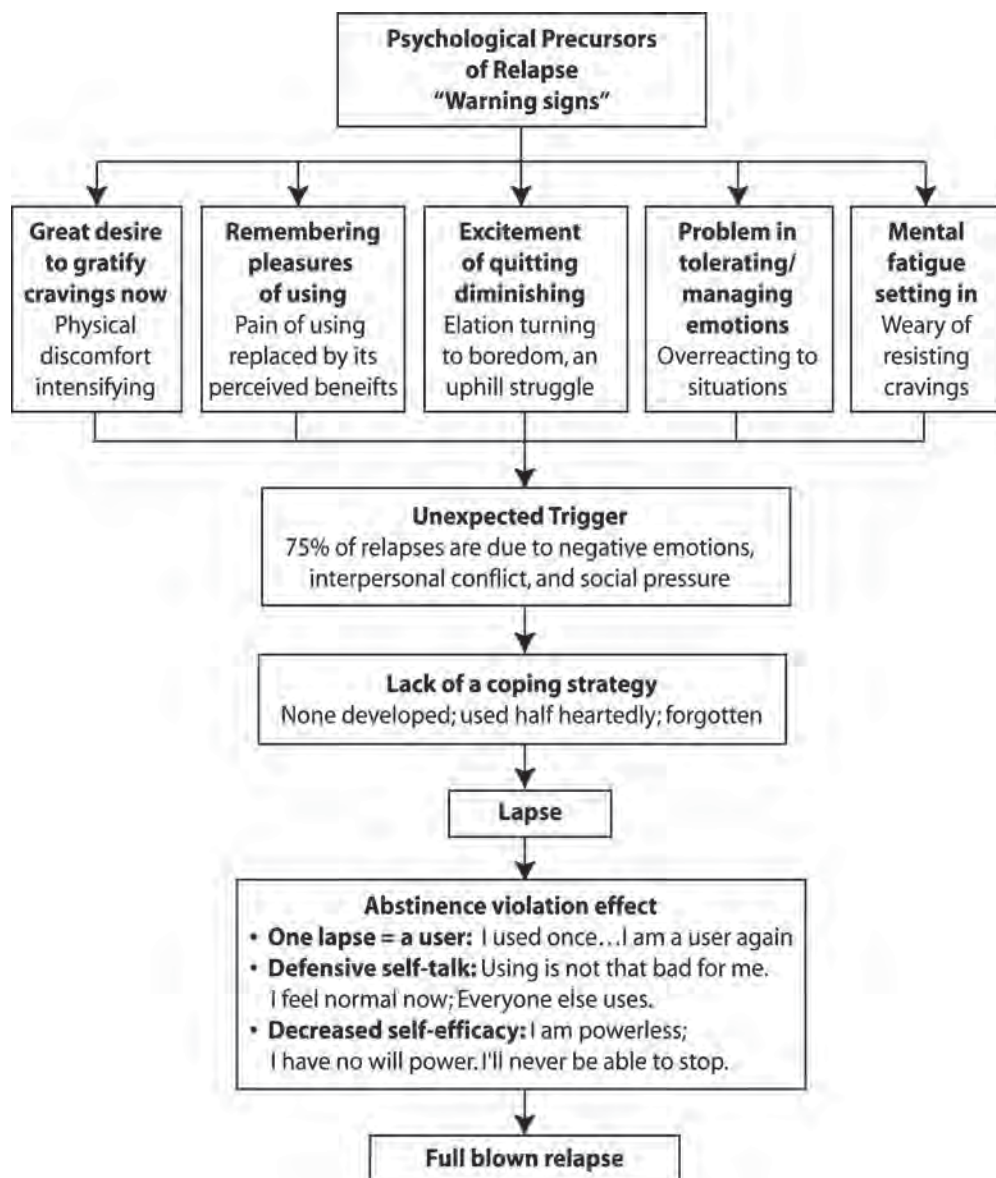 Psychological Precursors
of Relapse
“Warning signs”
Great desire
to gratify
cravings now
Physical
discomfort
intensifying
Remembering
pleasures
of using
Pain of using
replaced by its
perceived beneifts
Excitement
of quitting
diminishing
Elation turning
to boredom, an
uphill struggle
Problem in
tolerating/
managing
emotions
Overreacting to
situations
Mental
fatigue
setting in
Weary of
resisting
cravings
Unexpected Trigger
75% of relapses are due to negative emotions,
interpersonal conflict, and social pressure
Lack of a coping strategy
None developed; used half heartedly; forgotten
Lapse
Abstinence violation effect
• One lapse = a user: I used once…I am a user again
• Defensive self-talk: Using is not that bad for me.
I feel normal now; Everyone else uses.
• Decreased self-efficacy: I am powerless;
I have no will power. I'll never be able to stop.
Full blown relapse